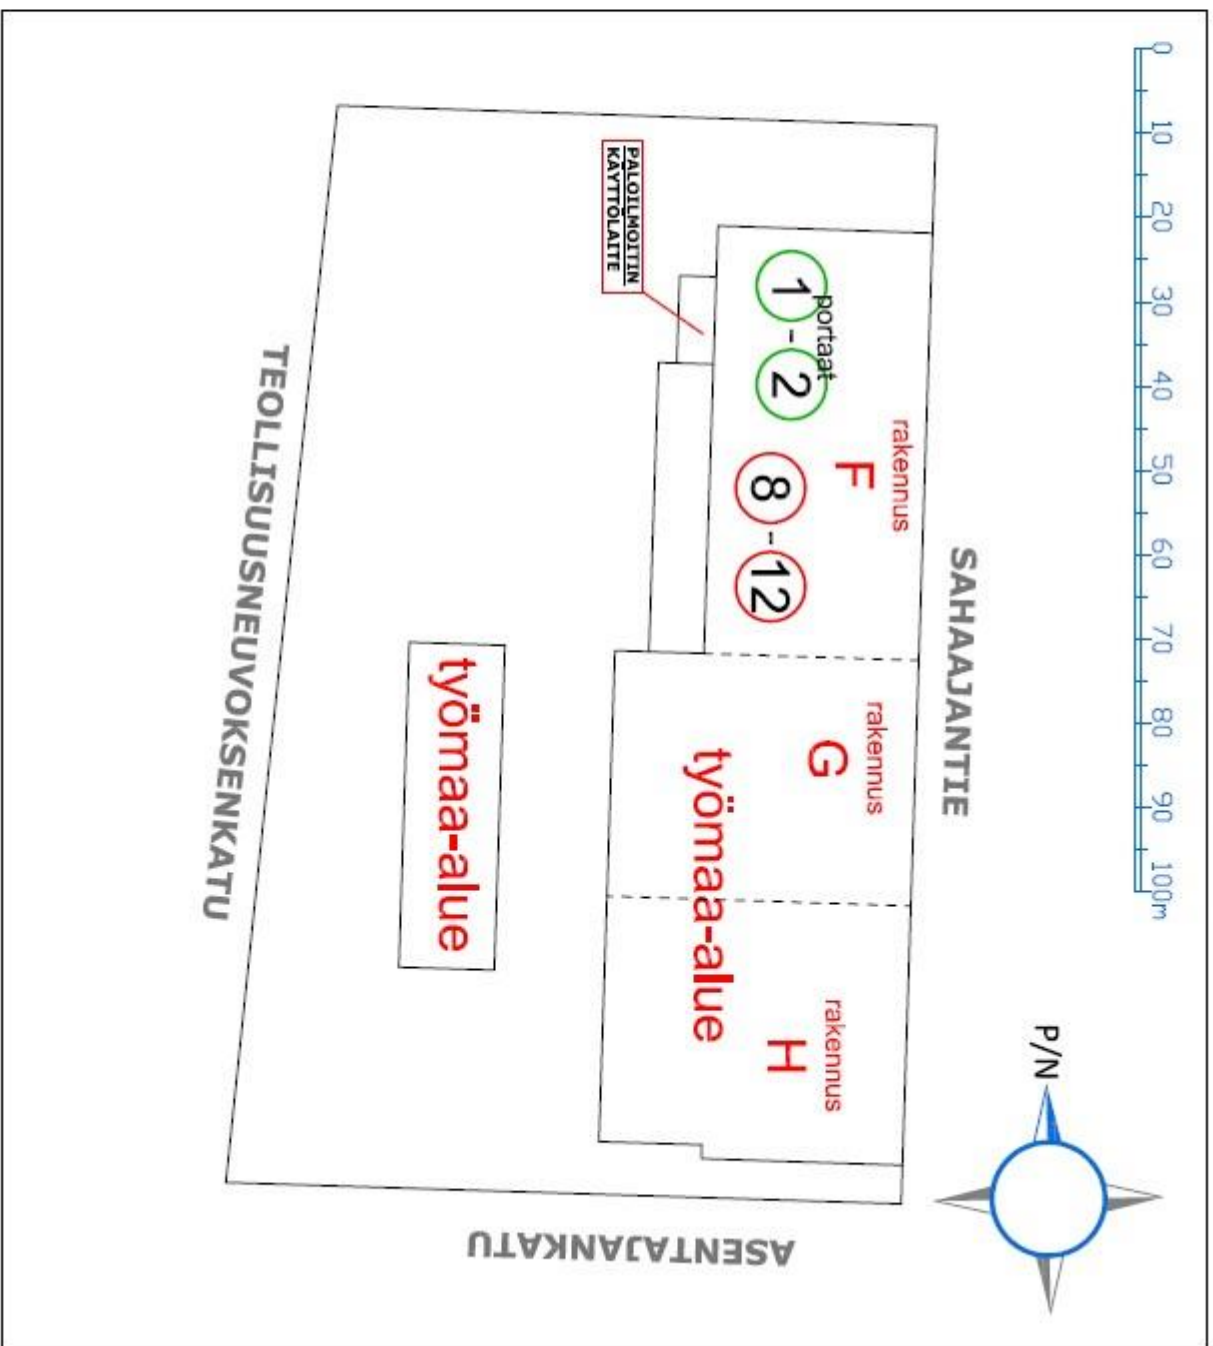 0 10 20 30 40 50 60 70 80 90 100m
P/N
SAHAAJANTIE
rakennus
F
rakennus
G
rakennus
H
portaat
1 - 2
8 - 12
työmaa-alue
PALOILMOITIN
KÄYTTÖLAITE
työmaa-alue
TEOLLISUUSNEUVOKSENKATU
ASENTAJANKATU